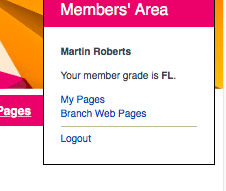 Members' Area
Martin Roberts
Your member grade is FL.
My Pages
Branch Web Pages
Pages
Logout